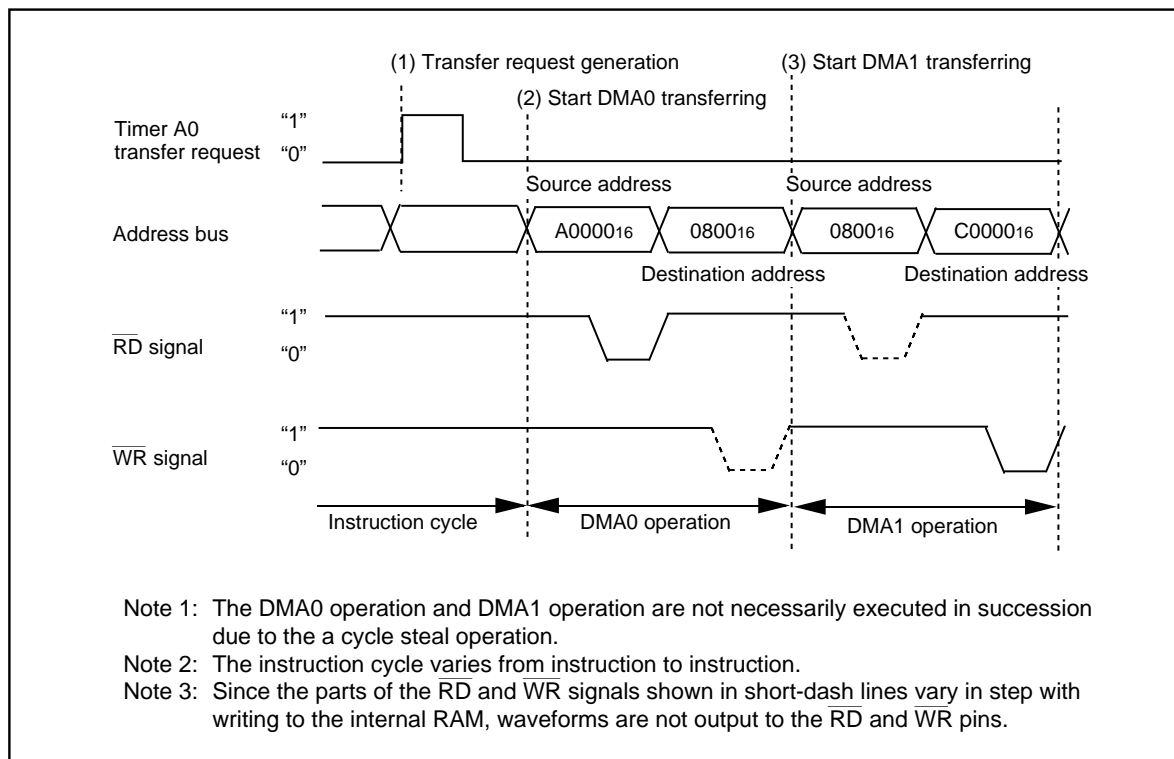 (1) Transfer request generation
(3) Start DMA1 transferring
(2) Start DMA0 transferring
Timer A0
transfer request
“1”
“0”
Source address
Source address
Address bus
A000016
080016
080016
C000016
Destination address
Destination address
RD signal
“1”
“0”
WR signal
“1”
“0”
Instruction cycle
DMA0 operation
DMA1 operation
Note 1: The DMA0 operation and DMA1 operation are not necessarily executed in succession
due to the a cycle steal operation.
Note 2: The instruction cycle varies from instruction to instruction.
Note 3: Since the parts of the RD and WR signals shown in short-dash lines vary in step with
writing to the internal RAM, waveforms are not output to the RD and WR pins.